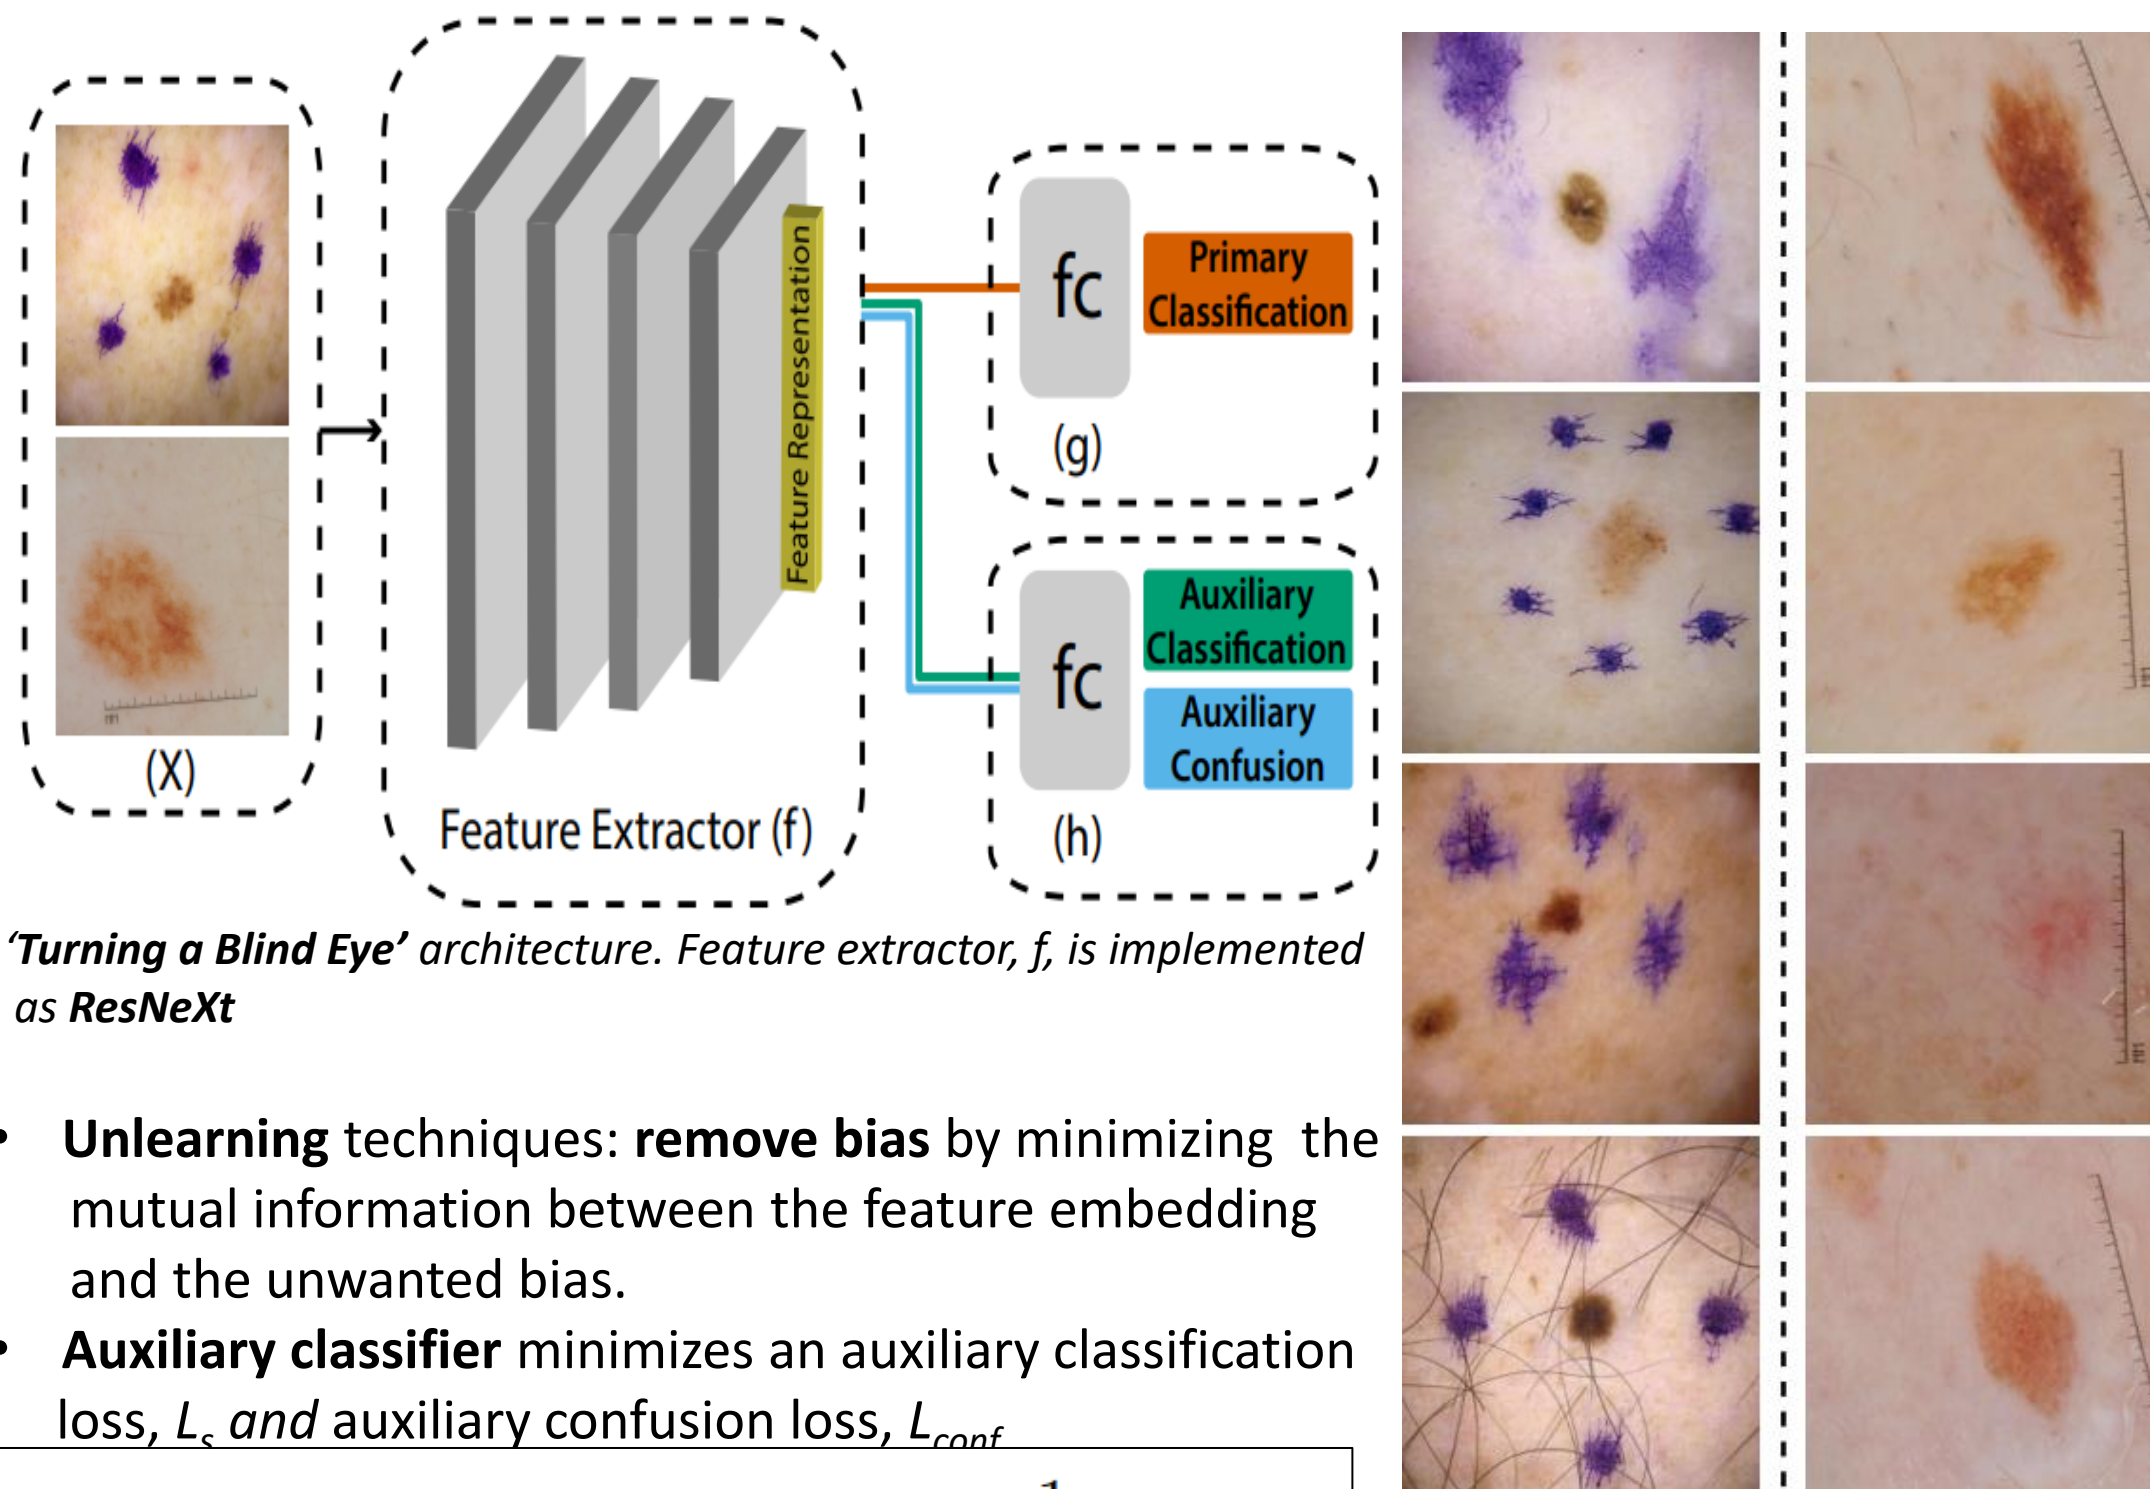 (X)
Feature Representation
Feature Extractor (f)
fc
Primary
Classification
(g)
fc
Auxiliary
Classification
Auxiliary
Confusion
(h)
‘Turning a Blind Eye’ architecture. Feature extractor, f, is implemented
as ResNeXt
• Unlearning techniques: remove bias by minimizing the
mutual information between the feature embedding
and the unwanted bias.
• Auxiliary classifier minimizes an auxiliary classification
loss, Ls and auxiliary confusion loss, Lconf